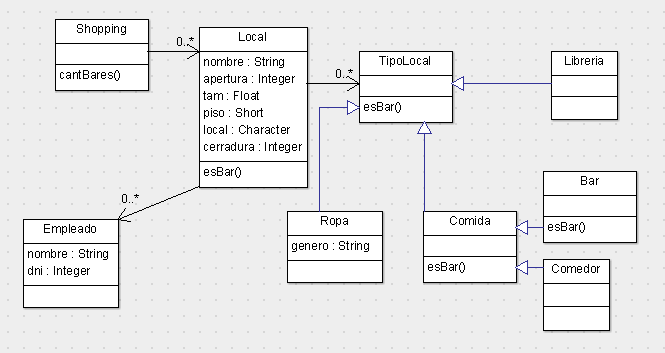 Shopping
cantBares()
0..*
Local
nombre : String
apertura : Integer
tam : Float
piso : Short
local : Character
cerradura : Integer
esBar()
0..*
TipoLocal
esBar()
Libreria
0..*
Empleado
nombre : String
dni : Integer
Ropa
genero : String
Comida
esBar()
Bar
esBar()
Comedor